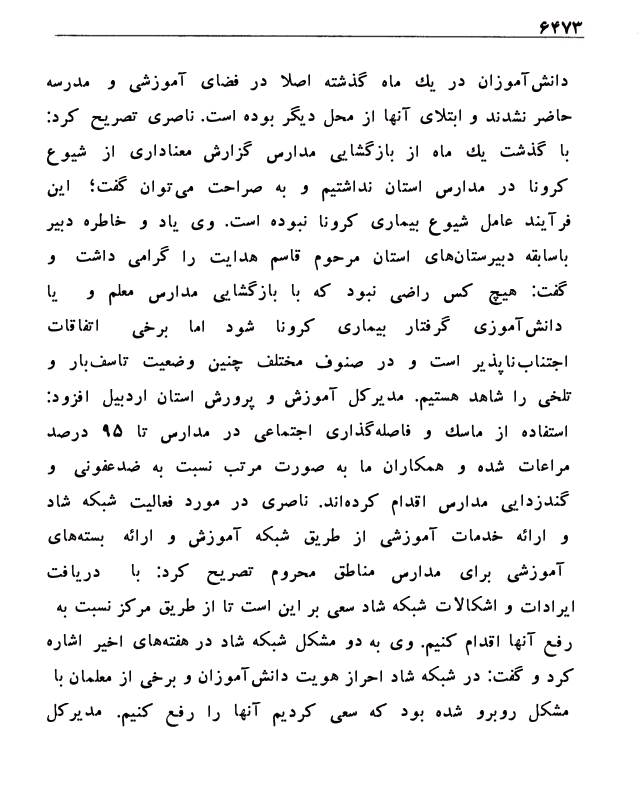 ۶۴۷۳
دانش‌آموزان در یك ماه گذشته اصلا در فضای آموزشی و مدرسه
حاضر نشدند و ابتلای آنها از محل دیگر بوده است. ناصری تصریح کرد:
با گذشت یك ماه از بازگشایی مدارس گزارش معناداری از شیوع
کرونا در مدارس استان نداشتیم و به صراحت می‌توان گفت؛ این
فرآیند عامل شیوع بیماری کرونا نبوده است. وی یاد و خاطره دبیر
باسابقه دبیرستان‌های استان مرحوم قاسم هدایت را گرامی داشت و
گفت: هیچ کس راضی نبود که با بازگشایی مدارس معلم و یا
دانش‌آموزی گرفتار بیماری کرونا شود اما برخی اتفاقات
اجتناب‌ناپذیر است و در صنوف مختلف چنین وضعیت تاسف‌بار و
تلخی را شاهد هستیم. مدیرکل آموزش و پرورش استان اردبیل افزود:
استفاده از ماسك و فاصله‌گذاری اجتماعی در مدارس تا ۹۵ درصد
مراعات شده و همکاران ما به صورت مرتب نسبت به ضدعفونی و
گندزدایی مدارس اقدام کرده‌اند. ناصری در مورد فعالیت شبکه شاد
و ارائه خدمات آموزشی از طریق شبکه آموزش و ارائه بسته‌های
آموزشی برای مدارس مناطق محروم تصریح کرد: با دریافت
ایرادات و اشکالات شبکه شاد سعی بر این است تا از طریق مرکز نسبت به
رفع آنها اقدام کنیم. وی به دو مشکل شبکه شاد در هفته‌های اخیر اشاره
کرد و گفت: در شبکه شاد احراز هویت دانش‌آموزان و برخی از معلمان با
مشکل روبرو شده بود که سعی کردیم آنها را رفع کنیم. مدیرکل